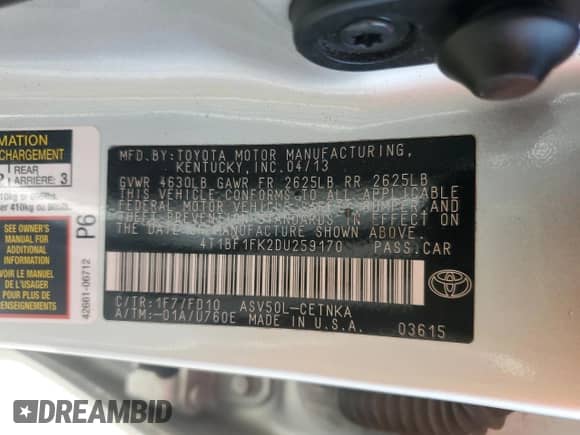 MATION
CHARGEMENT
2 REAR
ARRIÈRE: 3
P6
SEE OWNER'S
MANUAL FOR
ADDITIONAL
INFORMATION
VOIR LE MANUEL
DE L'USAGER
POUR PLUS DE
RENSEIGNEMENTS
42661-06712
MFD.BY: TOYOTA MOTOR MANUFACTURING,
KENTUCKY, INC. 04/13
GVWR 4630LB GAWR FR 2625LB RR 2625LB
THIS VEHICLE CONFORMS TO ALL APPLICABLE
FEDERAL MOTOR VEHICLE SAFETY, BUMPER,
AND THEFT PREVENTION STANDARDS IN EFFECT ON
THE DATE OF MANUFACTURE SHOWN ABOVE.
4T1BF1FK2DU259170 PASS.CAR
C/TR:1F7/FD10 ASV50L-CETNKA
A/TM:-01A/U760E MADE IN U.S.A.
03615
TOYOTA
DREAMBID